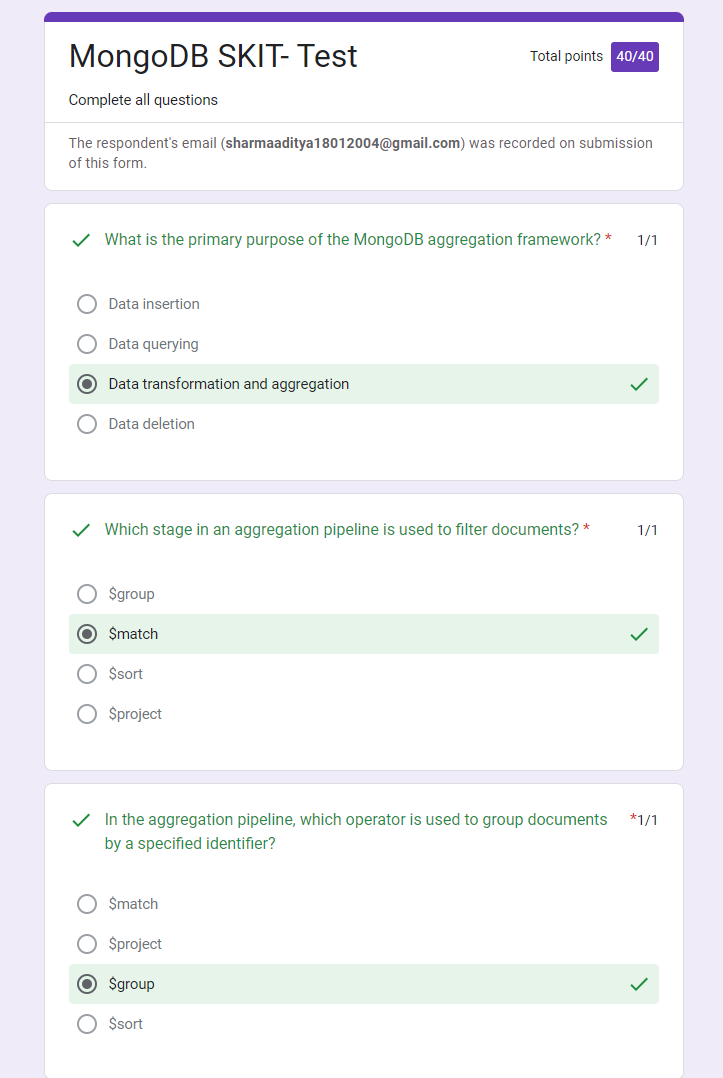 MongoDB SKIT- Test
Total points 40/40
Complete all questions
The respondent's email (sharmaaditya18012004@gmail.com) was recorded on submission
of this form.
What is the primary purpose of the MongoDB aggregation framework? * 1/1
Data insertion
Data querying
Data transformation and aggregation
Data deletion
Which stage in an aggregation pipeline is used to filter documents? * 1/1
$group
$match
$sort
$project
In the aggregation pipeline, which operator is used to group documents *1/1
by a specified identifier?
$match
$project
$group
$sort